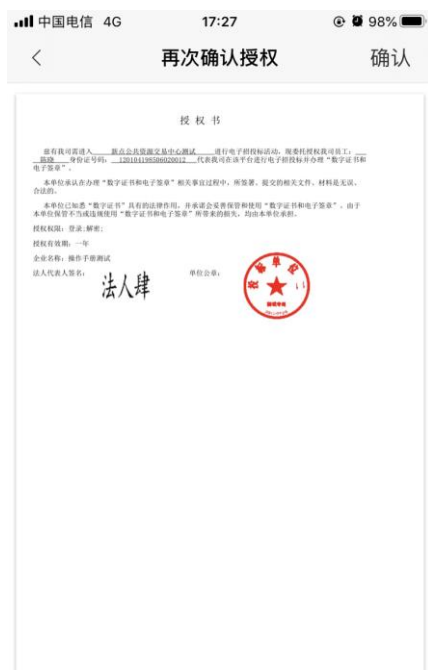 中国电信 4G 17:27 98%
再次确认授权 确认
授 权 书
兹有我司需进入 新点公共资源交易中心测试 进行电子招投标活动，现委托授权我司员工：
身份证号码： 120104198506020012 代表我司在该平台进行电子招投标并办理“数字证书和
电子签章”。
本单位承认在办理“数字证书和电子签章”相关事宜过程中，所签署、提交的相关文件、材料是无误、
合法的。
本单位已知悉“数字证书”具有的法律作用，并承诺会妥善保管和使用“数字证书和电子签章”。由于
本单位保管不当或违规使用“数字证书和电子签章”所带来的损失，均由本单位承担。
授权权限：登录;解密;
授权有效期：一年
企业名称：操作手册测试
法人代表人签名： 法人肆 单位公章：